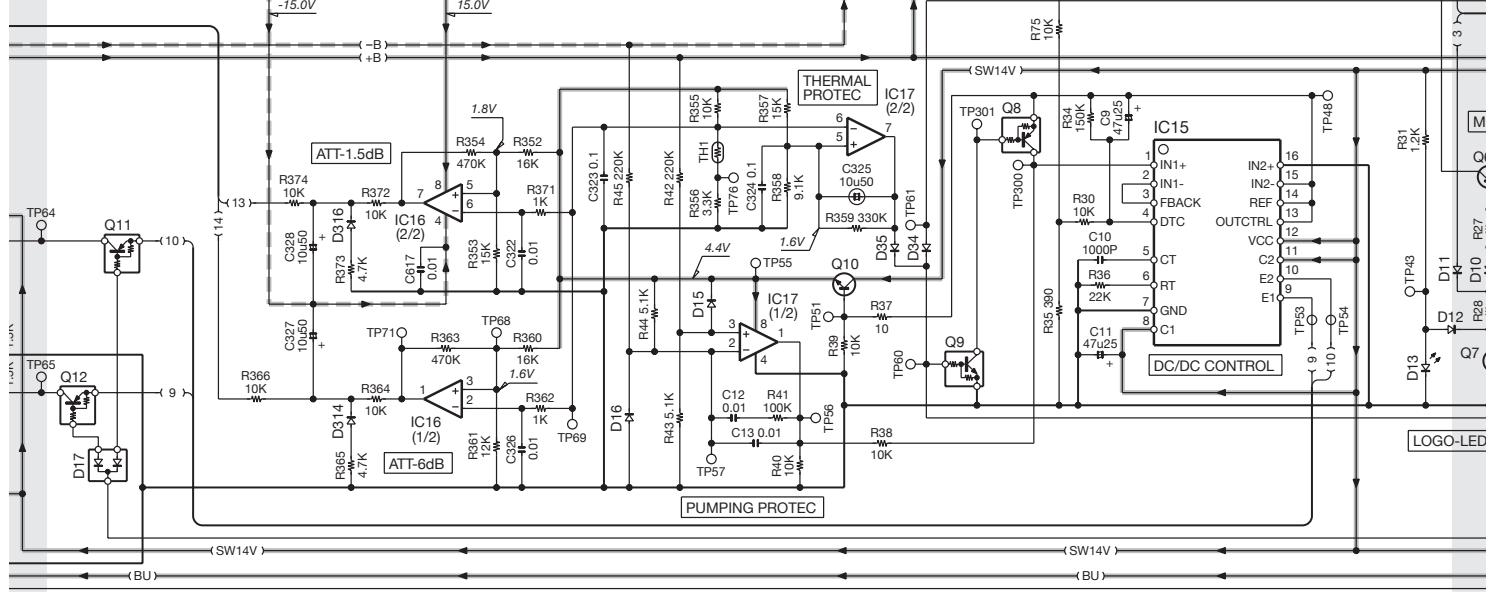 -15.0V
15.0V
-B
+B
SW14V
3
R75
10K
THERMAL
PROTEC
IC17
(2/2)
TP301
Q8
R34
150K
C9
47u25
TP48
R31
1.2K
IC15
1.8V
R355
10K
R357
15K
6
5
7
ATT-1.5dB
R354
470K
R352
16K
TH1
C323 0.1
R45 220K
R42 220K
R356
3.3K
TP76
C324 0.1
R358
9.1K
C325
10u50
R359 330K
1.6V
D35
D34
TP61
TP300
R30
10K
1
2
3
4
5
6
7
8
IN1+
IN1-
FBACK
DTC
CT
RT
GND
C1
IN2+
IN2-
REF
OUTCTRL
VCC
C2
E2
E1
16
15
14
13
12
11
10
9
R374
10K
R372
10K
R371
1K
8
7
5
6
4
IC16
(2/2)
13
14
TP64
Q11
10
D316
C328
10u50
R373
4.7K
C617
0.01
R353
15K
C322
0.01
4.4V
TP55
Q10
C10
1000P
R36
22K
R35 390
C11
47u25
TP43
D11
R27
D10
R28
D12
D13
Q7
R44 5.1K
D15
IC17
(1/2)
3
2
8
1
4
TP51
R37
10
R39
10K
Q9
TP60
TP53
TP54
9
10
DC/DC CONTROL
C327
10u50
TP71
TP68
R363
470K
R360
16K
1.6V
TP65
Q12
9
R366
10K
R364
10K
1
3
2
IC16
(1/2)
R362
1K
TP69
D16
R43 5.1K
C12
0.01
R41
100K
TP56
C13 0.01
R38
10K
R40
10K
TP57
D17
D314
R365
4.7K
ATT-6dB
R361
12K
C326
0.01
PUMPING PROTEC
LOGO-LED
SW14V
SW14V
BU
BU